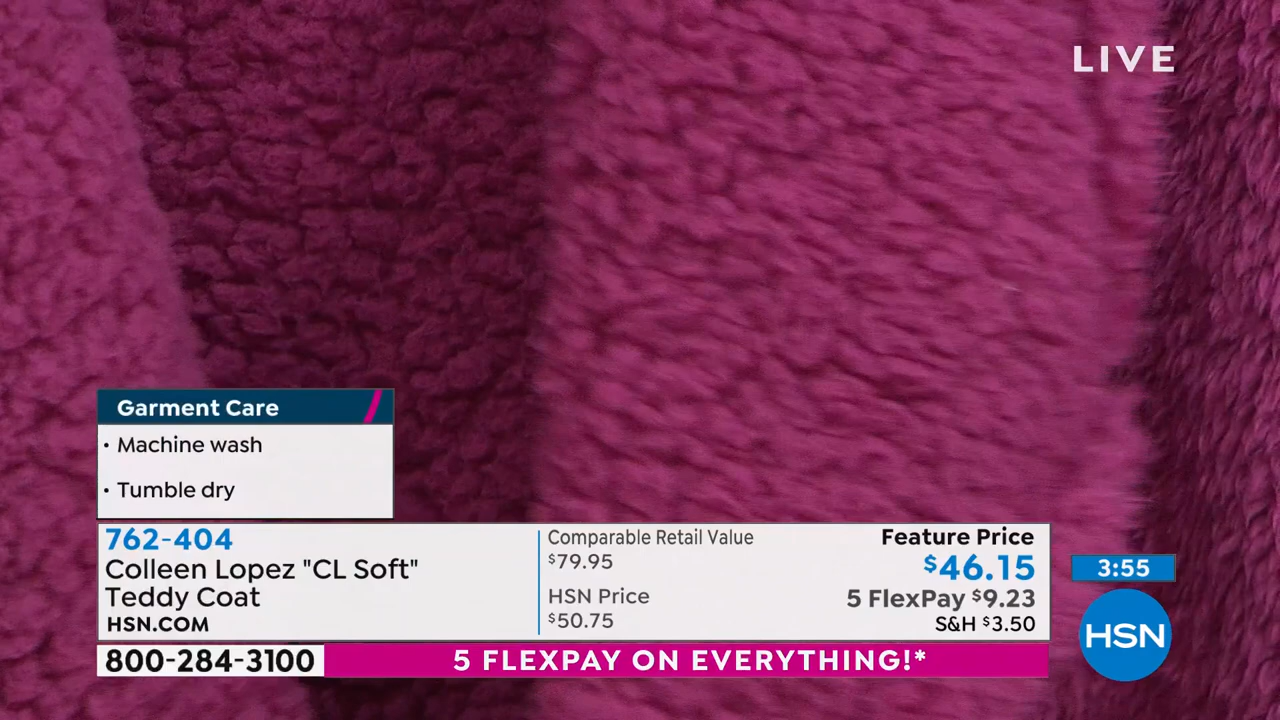 LIVE
Garment Care
• Machine wash
• Tumble dry
762-404
Colleen Lopez "CL Soft"
Teddy Coat
HSN.COM
Comparable Retail Value
$79.95
HSN Price
$50.75
Feature Price
$46.15
5 FlexPay $9.23
S&H $3.50
3:55
HSN
800-284-3100
5 FLEXPAY ON EVERYTHING!*